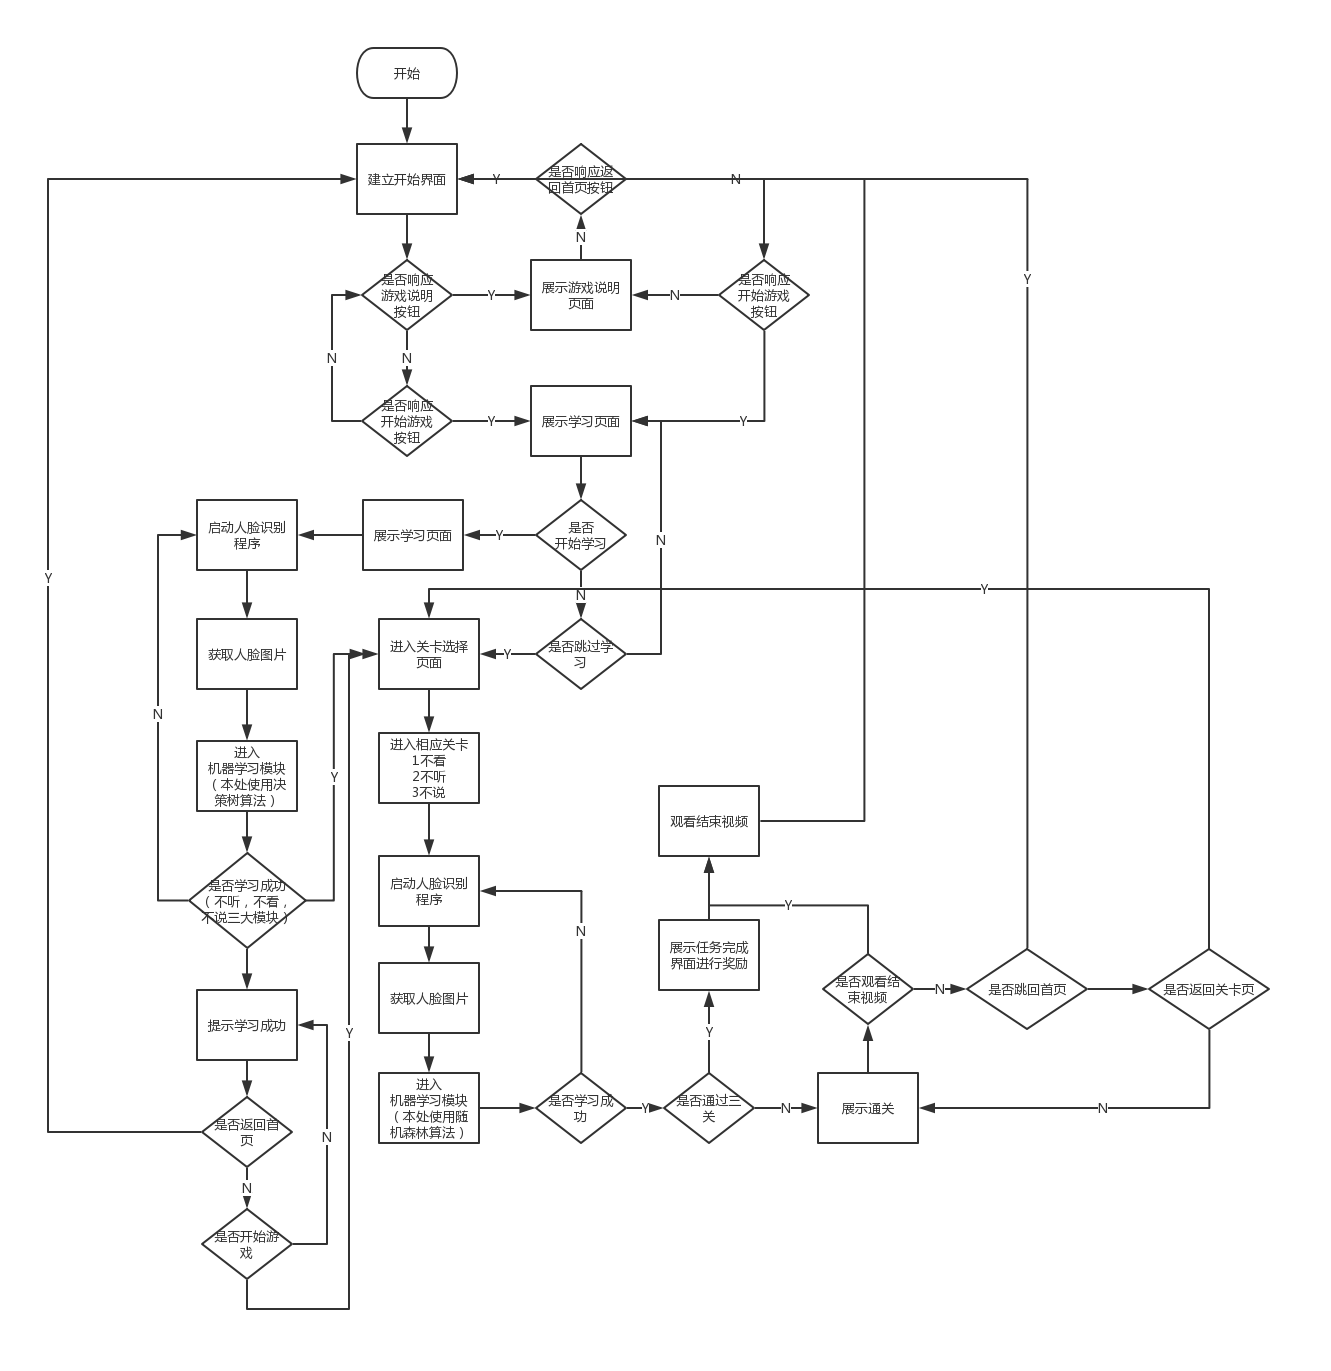 开始
建立开始界面
Y
是否响应返
回首页按钮
N
N
是否响应
游戏说明
按钮
Y
展示游戏说明
页面
N
是否响应
开始游戏
按钮
Y
N
N
是否响应
开始游戏
按钮
Y
展示学习页面
Y
启动人脸识别
程序
展示学习页面
Y
是否
开始学习
N
Y
N
Y
获取人脸图片
进入关卡选择
页面
Y
是否跳过学
习
N
进入
机器学习模块
（本处使用决
策树算法）
Y
进入相应关卡
1不看
2不听
3不说
观看结束视频
是否学习成功
（不听，不看，
不说三大模块）
启动人脸识别
程序
N
Y
展示任务完成
界面进行奖励
是否观看结
束视频
N
是否跳回首页
是否返回关卡页
提示学习成功
Y
获取人脸图片
Y
进入
机器学习模块
（本处使用随
机森林算法）
是否学习成
功
Y
是否通过三
关
N
展示通关
N
是否返回首
页
N
N
是否开始游
戏